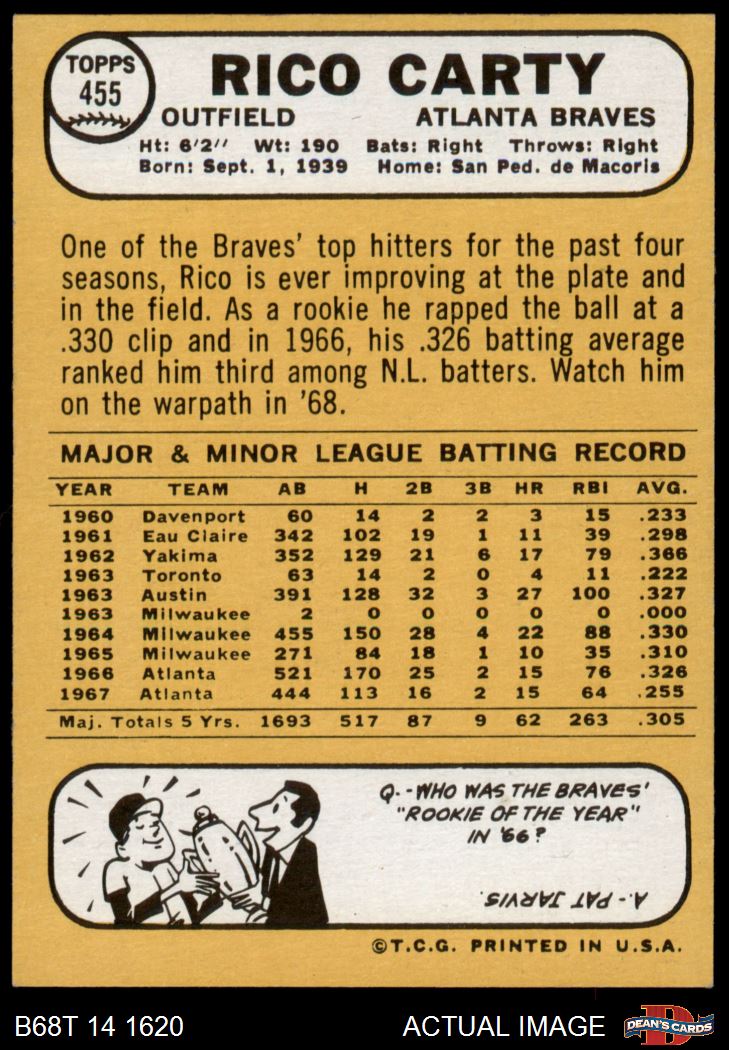 TOPPS
455
RICO CARTY
OUTFIELD ATLANTA BRAVES
Ht: 6'2" Wt: 190 Bats: Right Throws: Right
Born: Sept. 1, 1939 Home: San Ped. de Macoris
One of the Braves' top hitters for the past four
seasons, Rico is ever improving at the plate and
in the field. As a rookie he rapped the ball at a
.330 clip and in 1966, his .326 batting average
ranked him third among N.L. batters. Watch him
on the warpath in '68.
MAJOR & MINOR LEAGUE BATTING RECORD
YEAR TEAM AB H 2B 3B HR RBI AVG.
1960 Davenport 60 14 2 2 3 15 .233
1961 Eau Claire 342 102 19 1 11 39 .298
1962 Yakima 352 129 21 6 17 79 .366
1963 Toronto 63 14 2 0 4 11 .222
1963 Austin 391 128 32 3 27 100 .327
1963 Milwaukee 2 0 0 0 0 0 .000
1964 Milwaukee 455 150 28 4 22 88 .330
1965 Milwaukee 271 84 18 1 10 35 .310
1966 Atlanta 521 170 25 2 15 76 .326
1967 Atlanta 444 113 16 2 15 64 .255
Maj. Totals 5 Yrs. 1693 517 87 9 62 263 .305
Q.-WHO WAS THE BRAVES'
"ROOKIE OF THE YEAR"
IN '66?
A.-PAT JARVIS.
©T.C.G. PRINTED IN U.S.A.
B68T 14 1620 ACTUAL IMAGE
D
DEAN'S CARDS